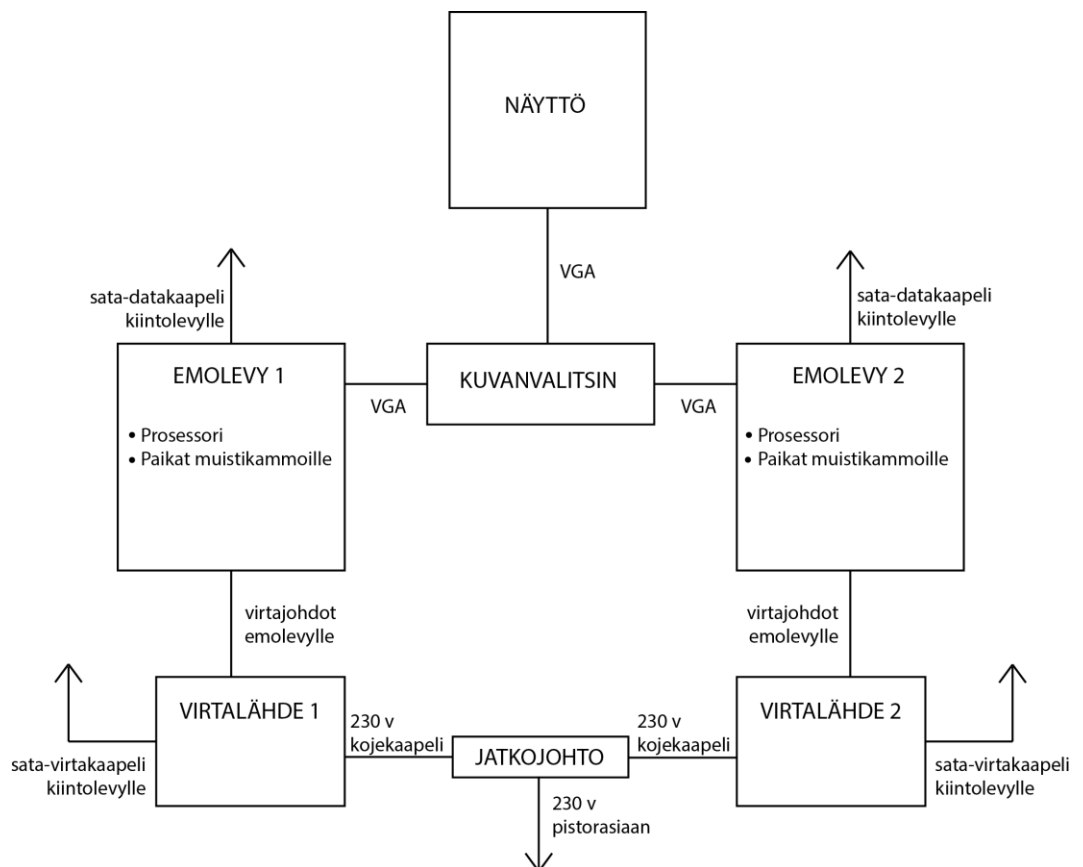 NÄYTTÖ
VGA
sata-datakaapeli
kiintolevylle
sata-datakaapeli
kiintolevylle
EMOLEVY 1
• Prosessori
• Paikat muistikammoille
VGA
KUVANVALITSIN
VGA
EMOLEVY 2
• Prosessori
• Paikat muistikammoille
virtajohdot
emolevylle
virtajohdot
emolevylle
VIRTALÄHDE 1
sata-virtakaapeli
kiintolevylle
230 v
kojekaapeli
JATKOJOHTO
230 v
kojekaapeli
VIRTALÄHDE 2
sata-virtakaapeli
kiintolevylle
230 v
pistorasiaan